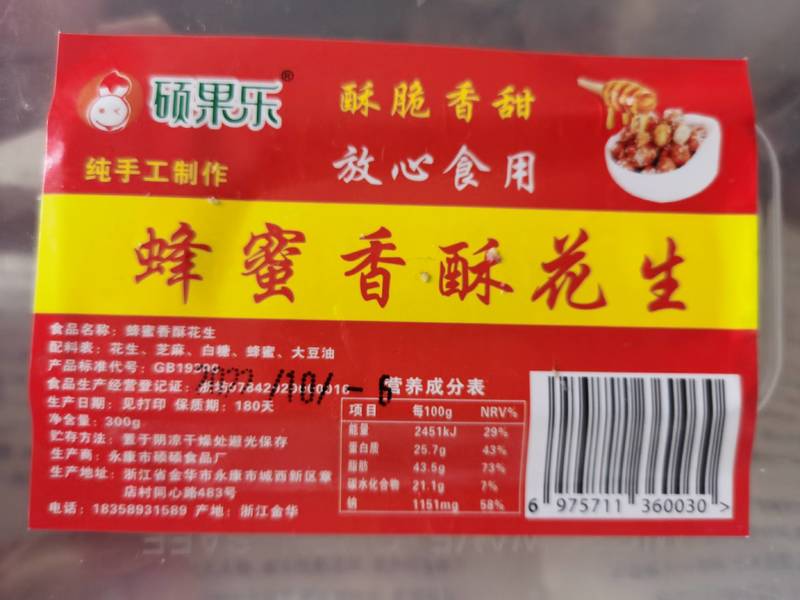 硕果乐®
酥脆香甜
纯手工制作
放心食用
蜂蜜香酥花生
食品名称：蜂蜜香酥花生
配料表：花生、芝麻、白糖、蜂蜜、大豆油
产品标准代号：GB19300
食品生产经营登记证：
/10/-6
生产日期：见打印 保质期：180天
净含量：300g
贮存方法：置于阴凉干燥处避光保存
生产商：永康市硕硕食品厂
生产地址：浙江省金华市永康市城西新区章
店村同心路483号
电话：18358931589 产地：浙江金华
营养成分表
项目 每100g NRV%
能量 2451kJ 29%
蛋白质 25.7g 43%
脂肪 43.5g 73%
碳水化合物 21.1g 7%
钠 1151mg 58%
6 975711 360030 >